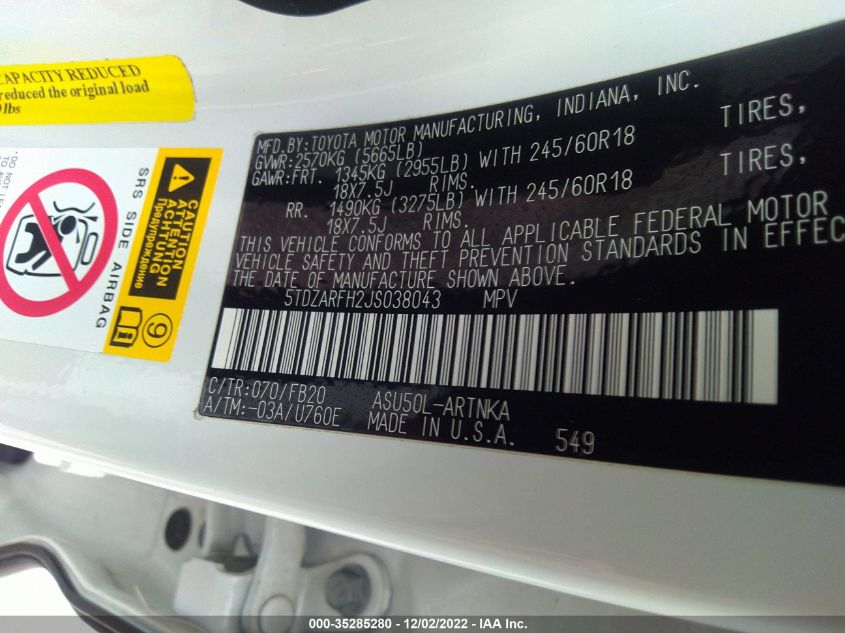 CAPACITY REDUCED
reduced the original load
lbs
SRS SIDE AIRBAG
CAUTION
ATTENTION
ACHTUNG
Предупреждение
9
MFD.BY:TOYOTA MOTOR MANUFACTURING, INDIANA, INC.
GVWR:2570KG (5665LB)
GAWR:FRT. 1345KG (2955LB) WITH 245/60R18 TIRES,
18X7.5J RIMS.
RR. 1490KG (3275LB) WITH 245/60R18 TIRES,
18X7.5J RIMS.
THIS VEHICLE CONFORMS TO ALL APPLICABLE FEDERAL MOTOR
VEHICLE SAFETY AND THEFT PREVENTION STANDARDS IN EFFEC
THE DATE OF MANUFACTURE SHOWN ABOVE.
5TDZARFH2JS038043 MPV
C/TR:070/FB20 ASU50L-ARTNKA
A/TM:-03A/U760E MADE IN U.S.A. 549
000-35285280 - 12/02/2022 - IAA Inc.